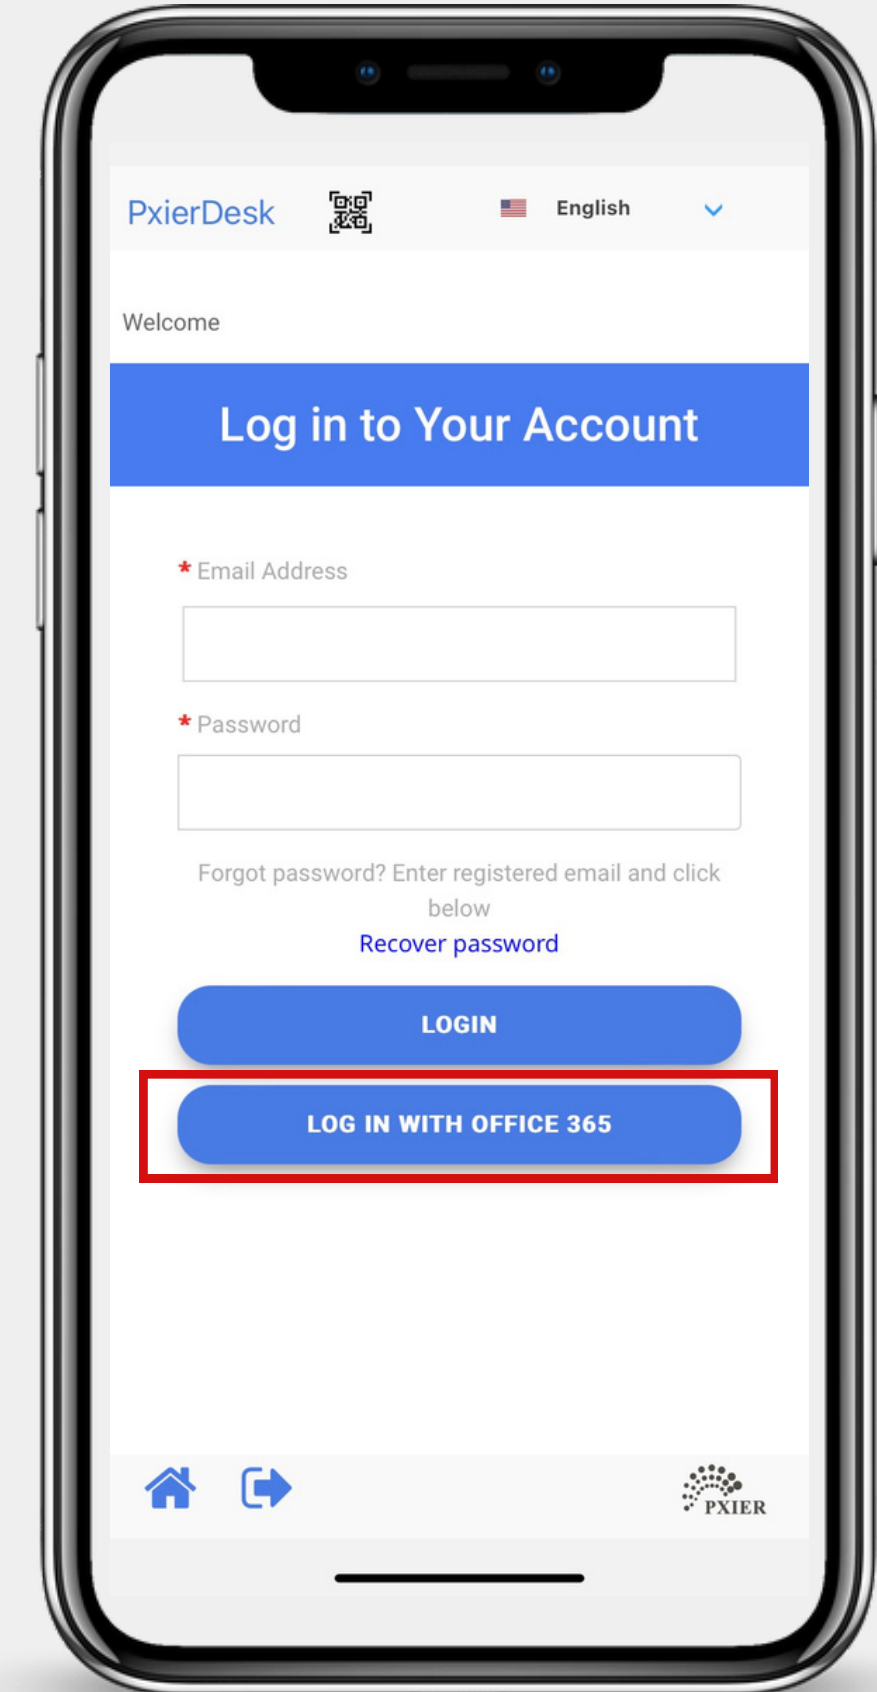 PxierDesk
English
Welcome
Log in to Your Account
* Email Address
* Password
Forgot password? Enter registered email and click
below
Recover password
LOGIN
LOG IN WITH OFFICE 365
PXIER